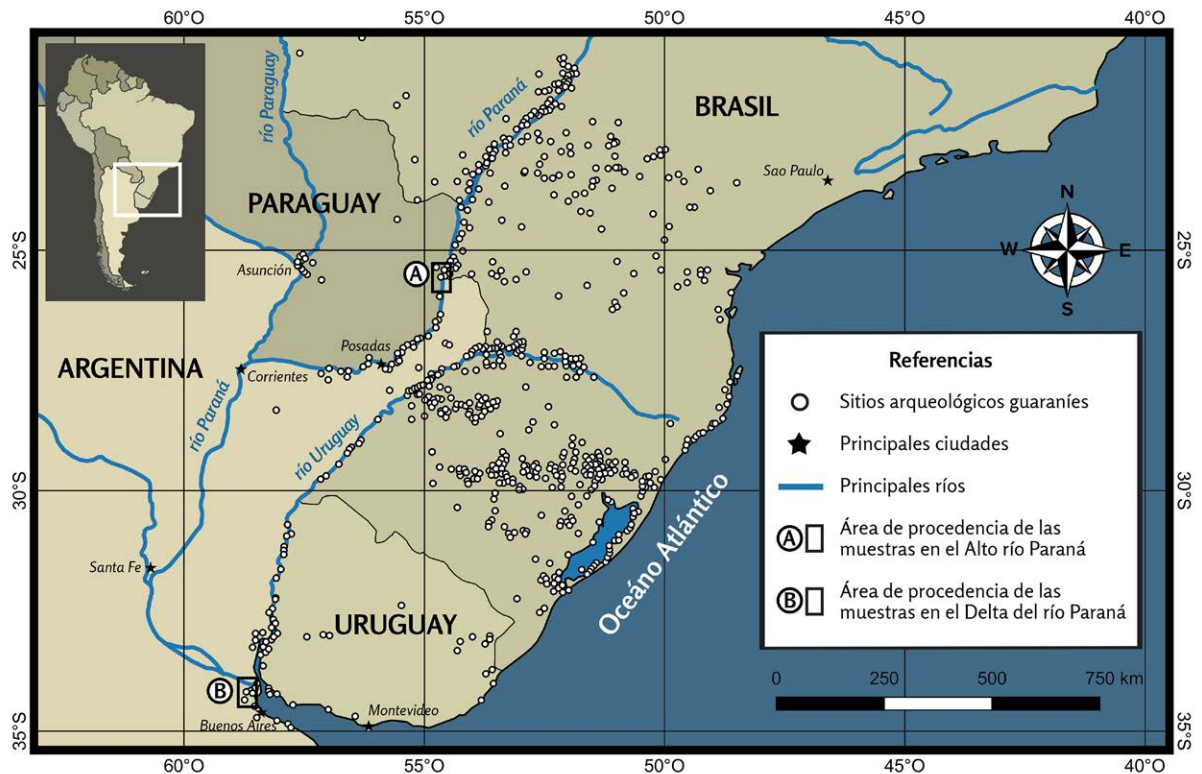 60°O 55°O 50°O 45°O 40°O
río Paraguay
río Paraná
BRASIL
Sao Paulo
PARAGUAY
25°S
25°S
Asunción
A
N
W E
S
ARGENTINA
Posadas
Corrientes
río Paraná
río Uruguay
30°S
30°S
Santa Fe
Océano Atlántico
URUGUAY
B
Buenos Aires
Montevideo
35°S
35°S
Referencias
Sitios arqueológicos guaraníes
Principales ciudades
Principales ríos
A Área de procedencia de las
muestras en el Alto río Paraná
B Área de procedencia de las
muestras en el Delta del río Paraná
0 250 500 750 km
60°O 55°O 50°O 45°O 40°O